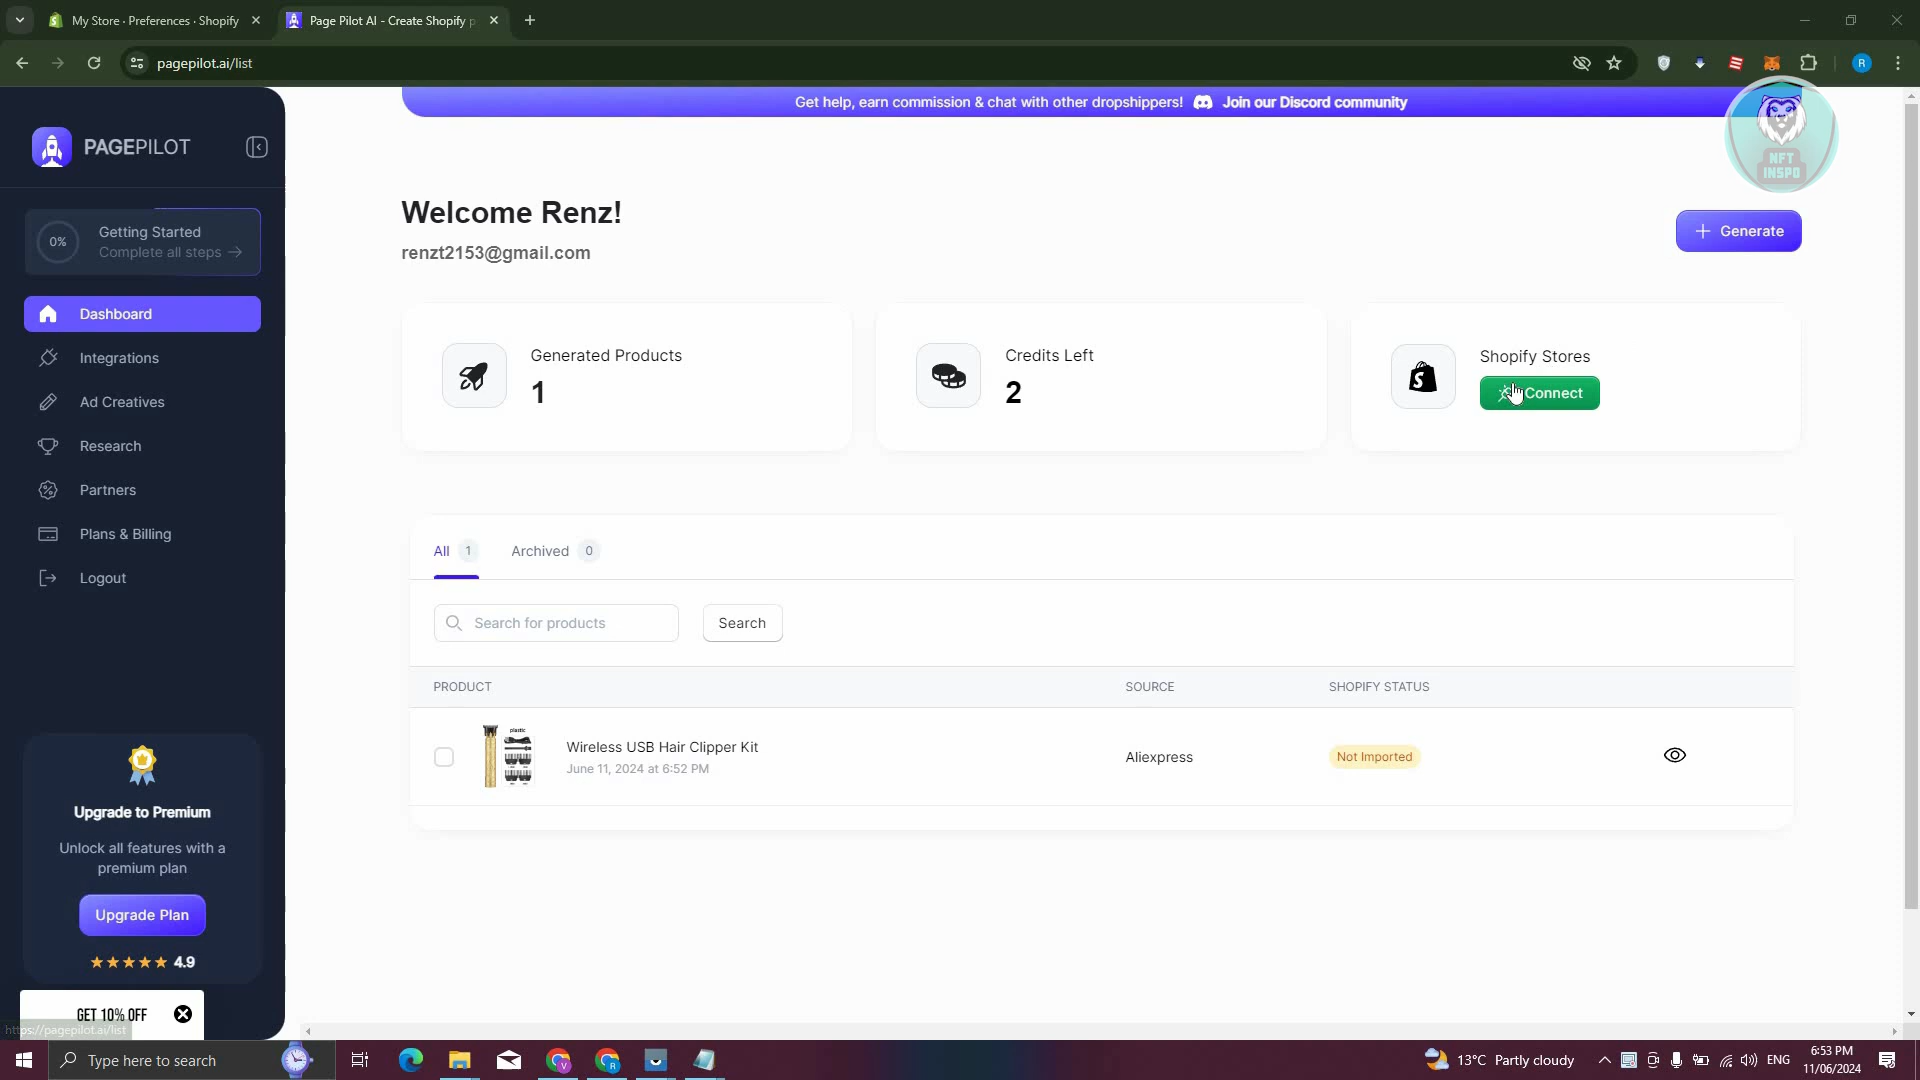 My Store · Preferences · Shopify
Page Pilot AI - Create Shopify p
pagepilot.ai/list
R
Get help, earn commission & chat with other dropshippers! Join our Discord community
NFT
INSPO
PAGEPILOT
Welcome Renz!
renzt2153@gmail.com
+ Generate
0%
Getting Started
Complete all steps →
Dashboard
Integrations
Ad Creatives
Research
Partners
Plans & Billing
Logout
Generated Products
1
Credits Left
2
Shopify Stores
Connect
All 1
Archived 0
Search for products
Search
PRODUCT
SOURCE
SHOPIFY STATUS
plastic
Wireless USB Hair Clipper Kit
June 11, 2024 at 6:52 PM
Aliexpress
Not Imported
Upgrade to Premium
Unlock all features with a
premium plan
Upgrade Plan
★★★★★ 4.9
GET 10% OFF
https://pagepilot.ai/list
Type here to search
13°C Partly cloudy
ENG
6:53 PM
11/06/2024